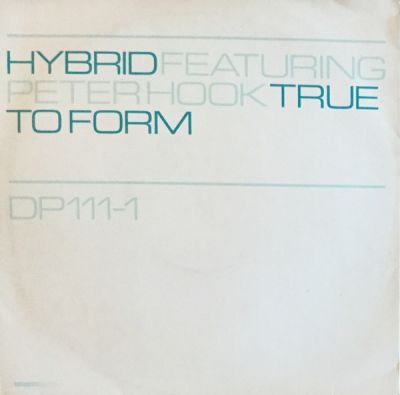 HYBRID FEATURING
PETER HOOK TRUE
TO FORM
DP111-1